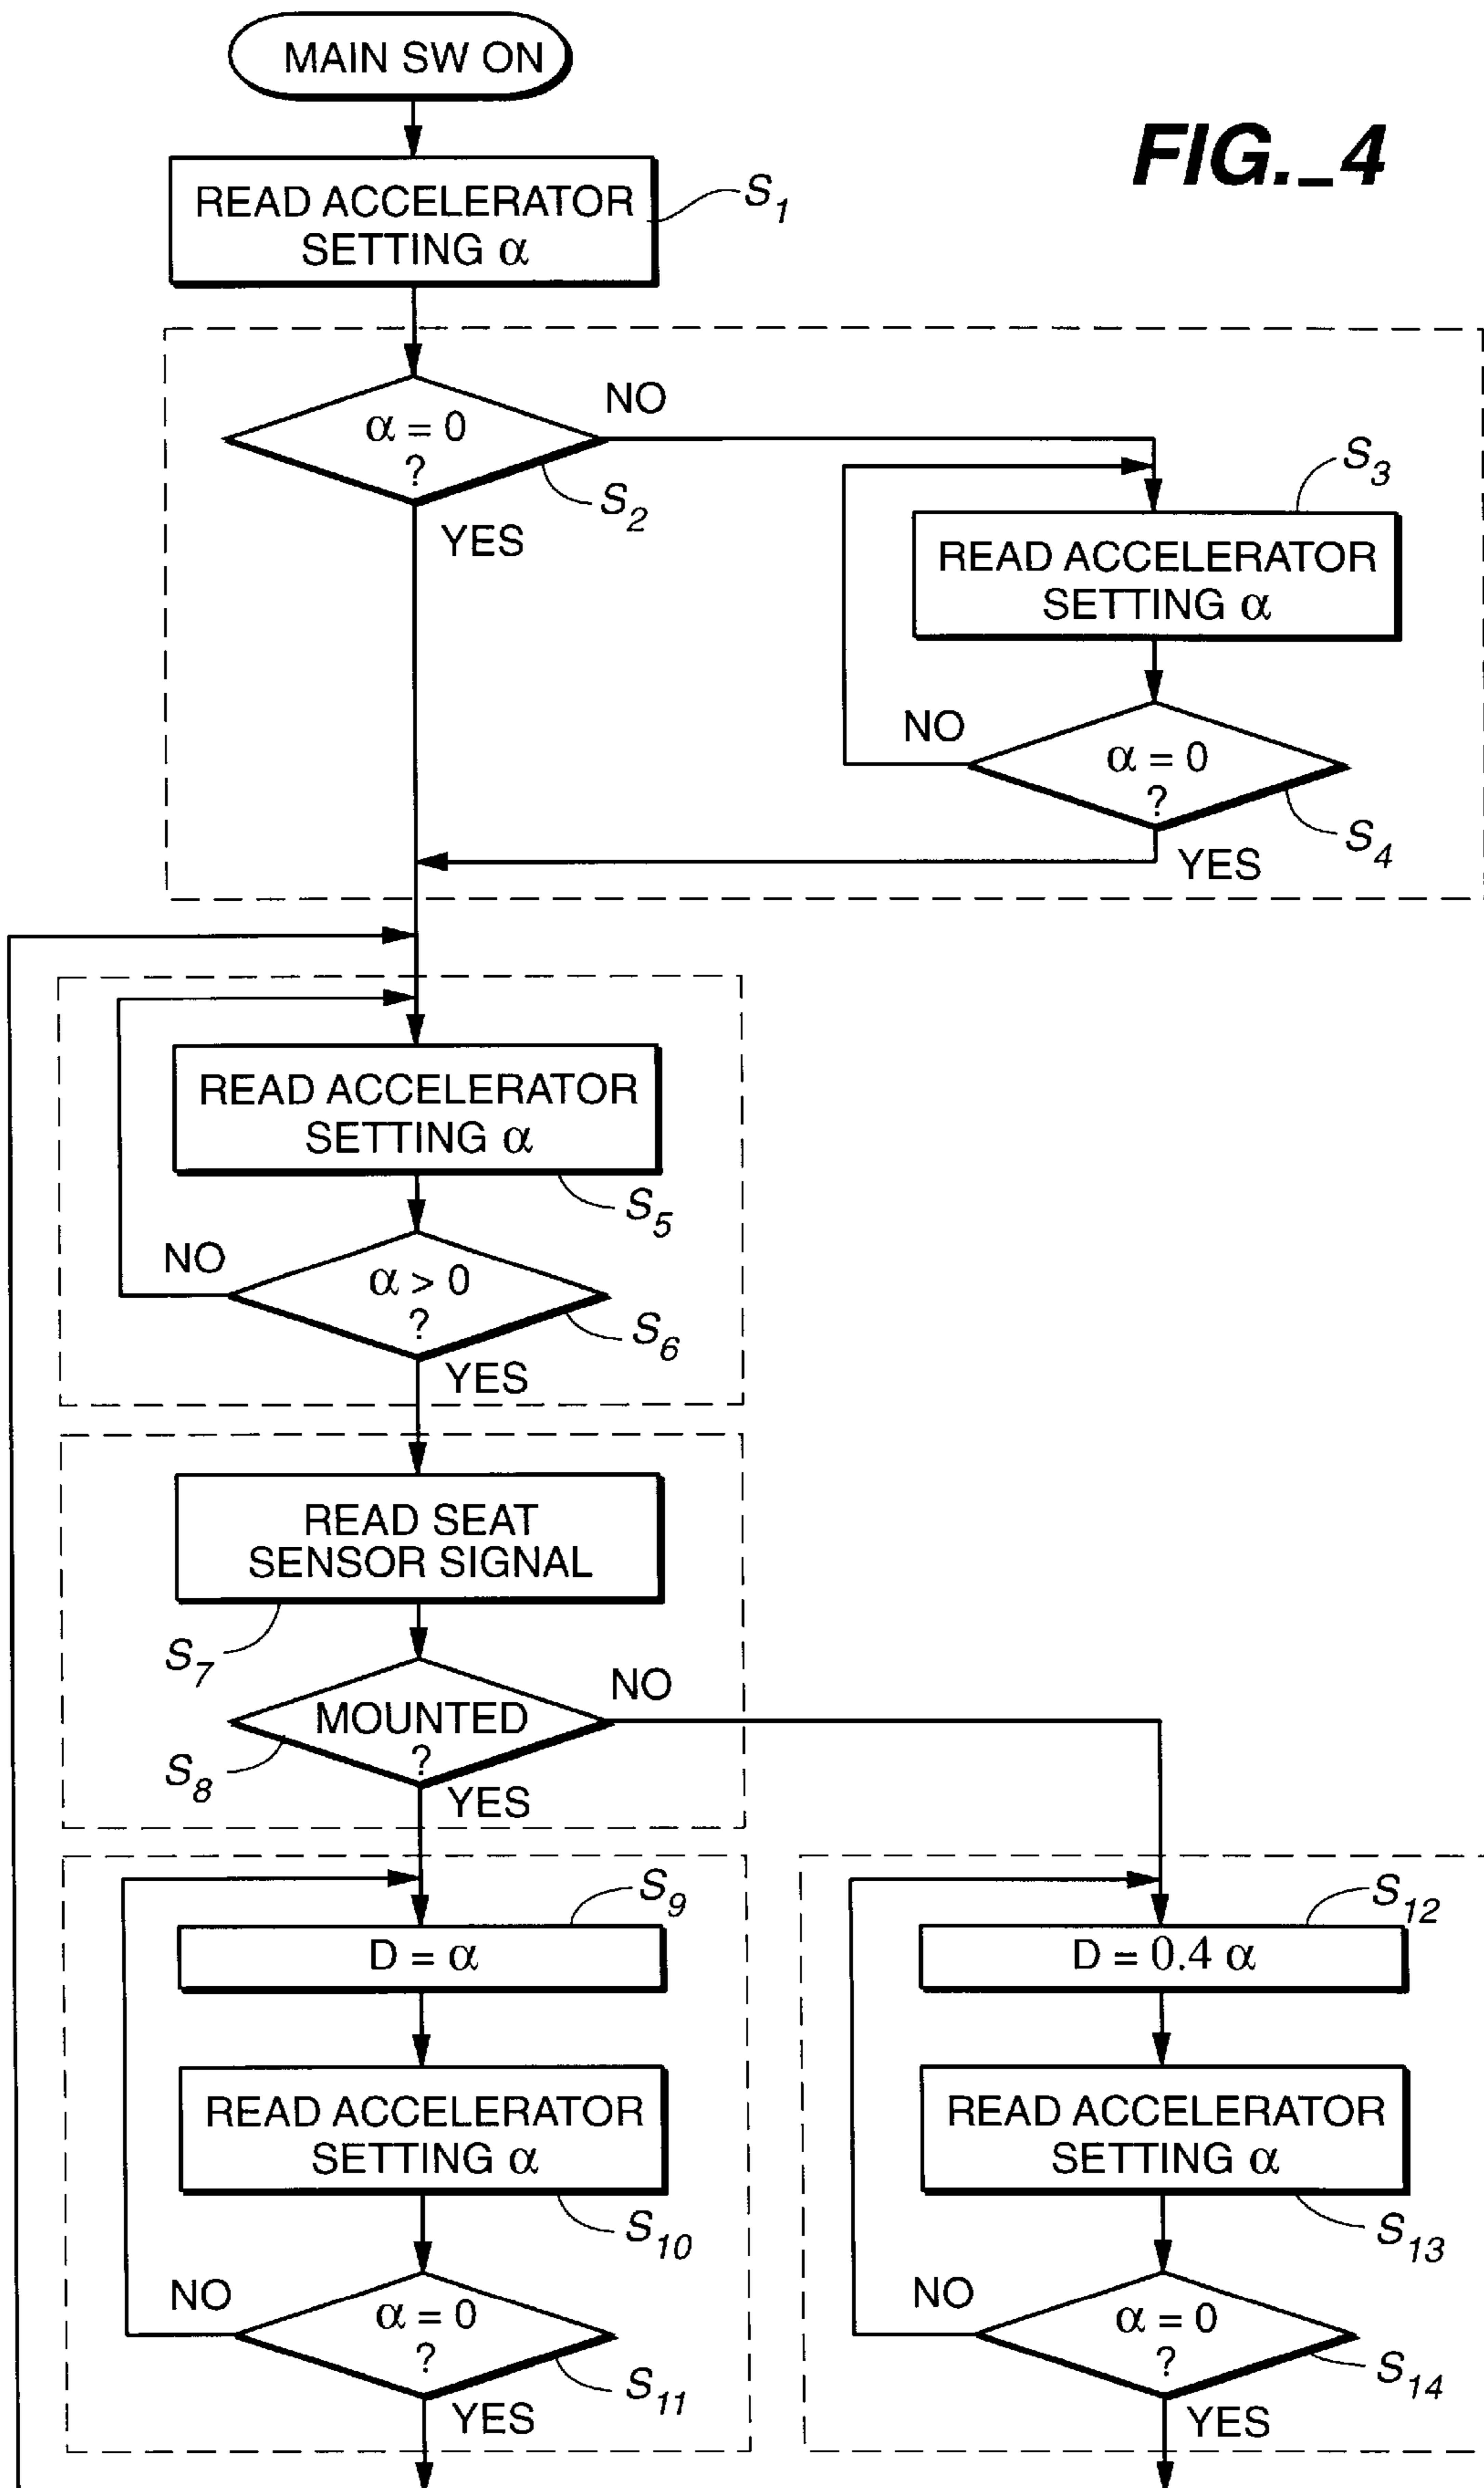 MAIN SW ON
FIG._4
READ ACCELERATOR
SETTING α
S1
α = 0
?
NO
S2
YES
S3
READ ACCELERATOR
SETTING α
NO
α = 0
?
S4
YES
READ ACCELERATOR
SETTING α
S5
NO
α > 0
?
S6
YES
READ SEAT
SENSOR SIGNAL
S7
MOUNTED
?
NO
S8
YES
S9
D = α
READ ACCELERATOR
SETTING α
S10
NO
α = 0
?
S11
YES
S12
D = 0.4 α
READ ACCELERATOR
SETTING α
S13
NO
α = 0
?
S14
YES